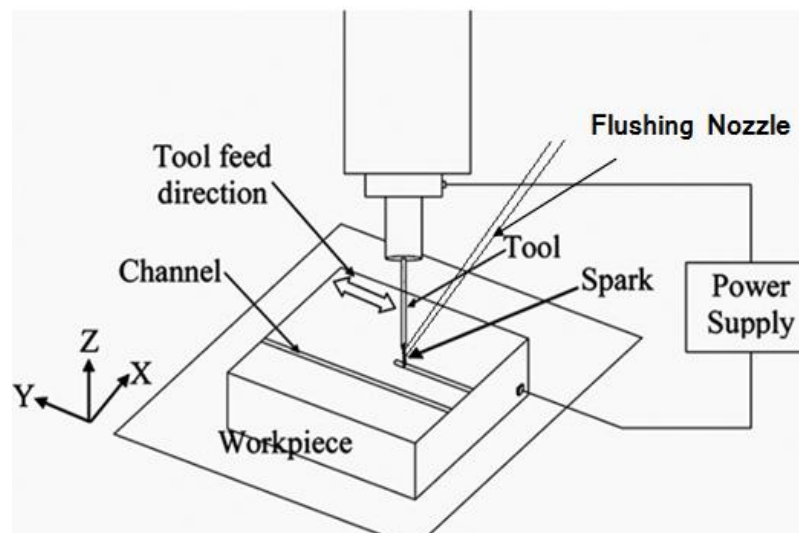 Flushing Nozzle
Tool feed
direction
Tool
Channel
Spark
Power
Supply
Z
X
Y
Workpiece